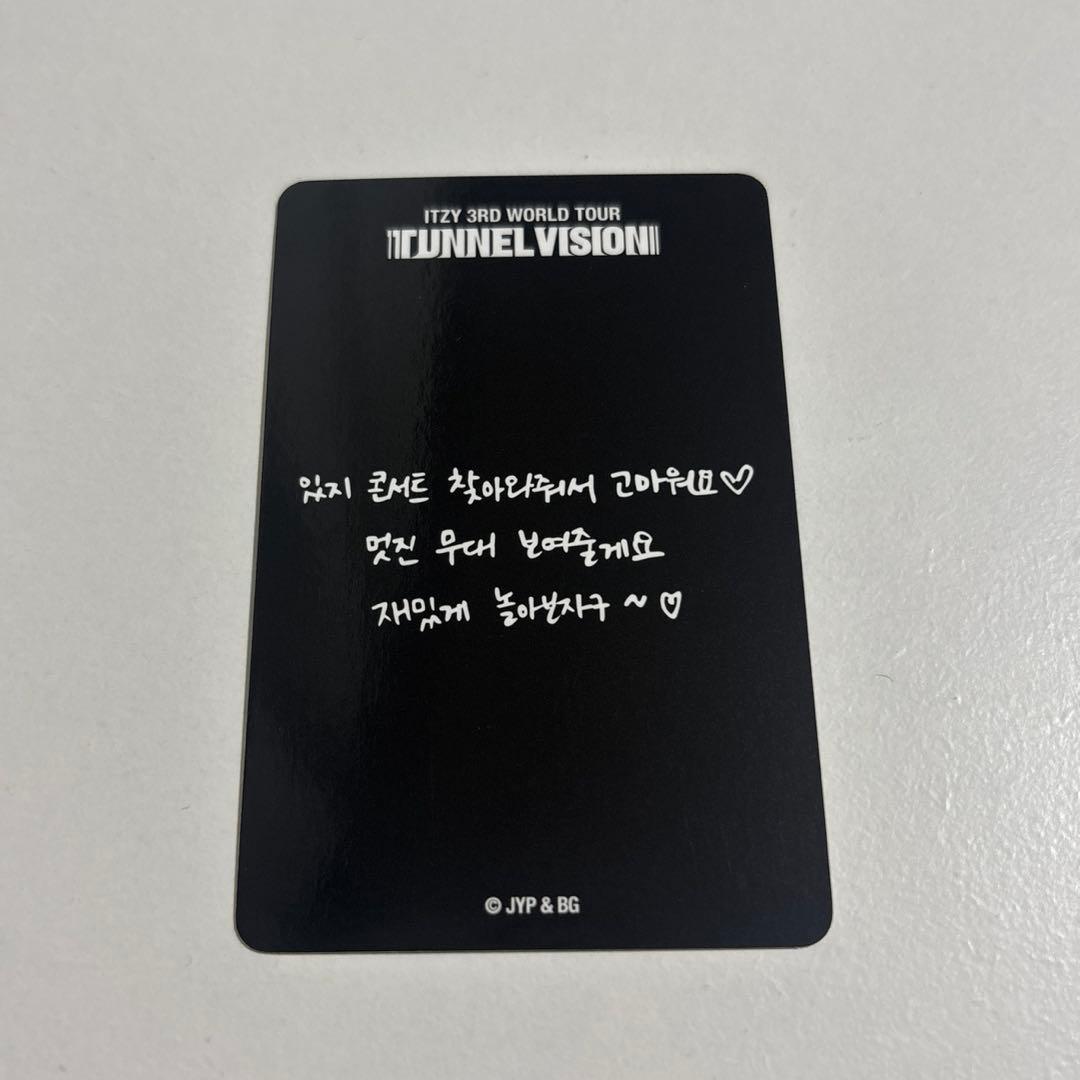 ITZY 3RD WORLD TOUR
TUNNEL VISION
있지 콘서트 찾아와줘서 고마워요♡
멋진 무대 보여줄게요
재밌게 놀아보자구 ~ ♡
© JYP & BG